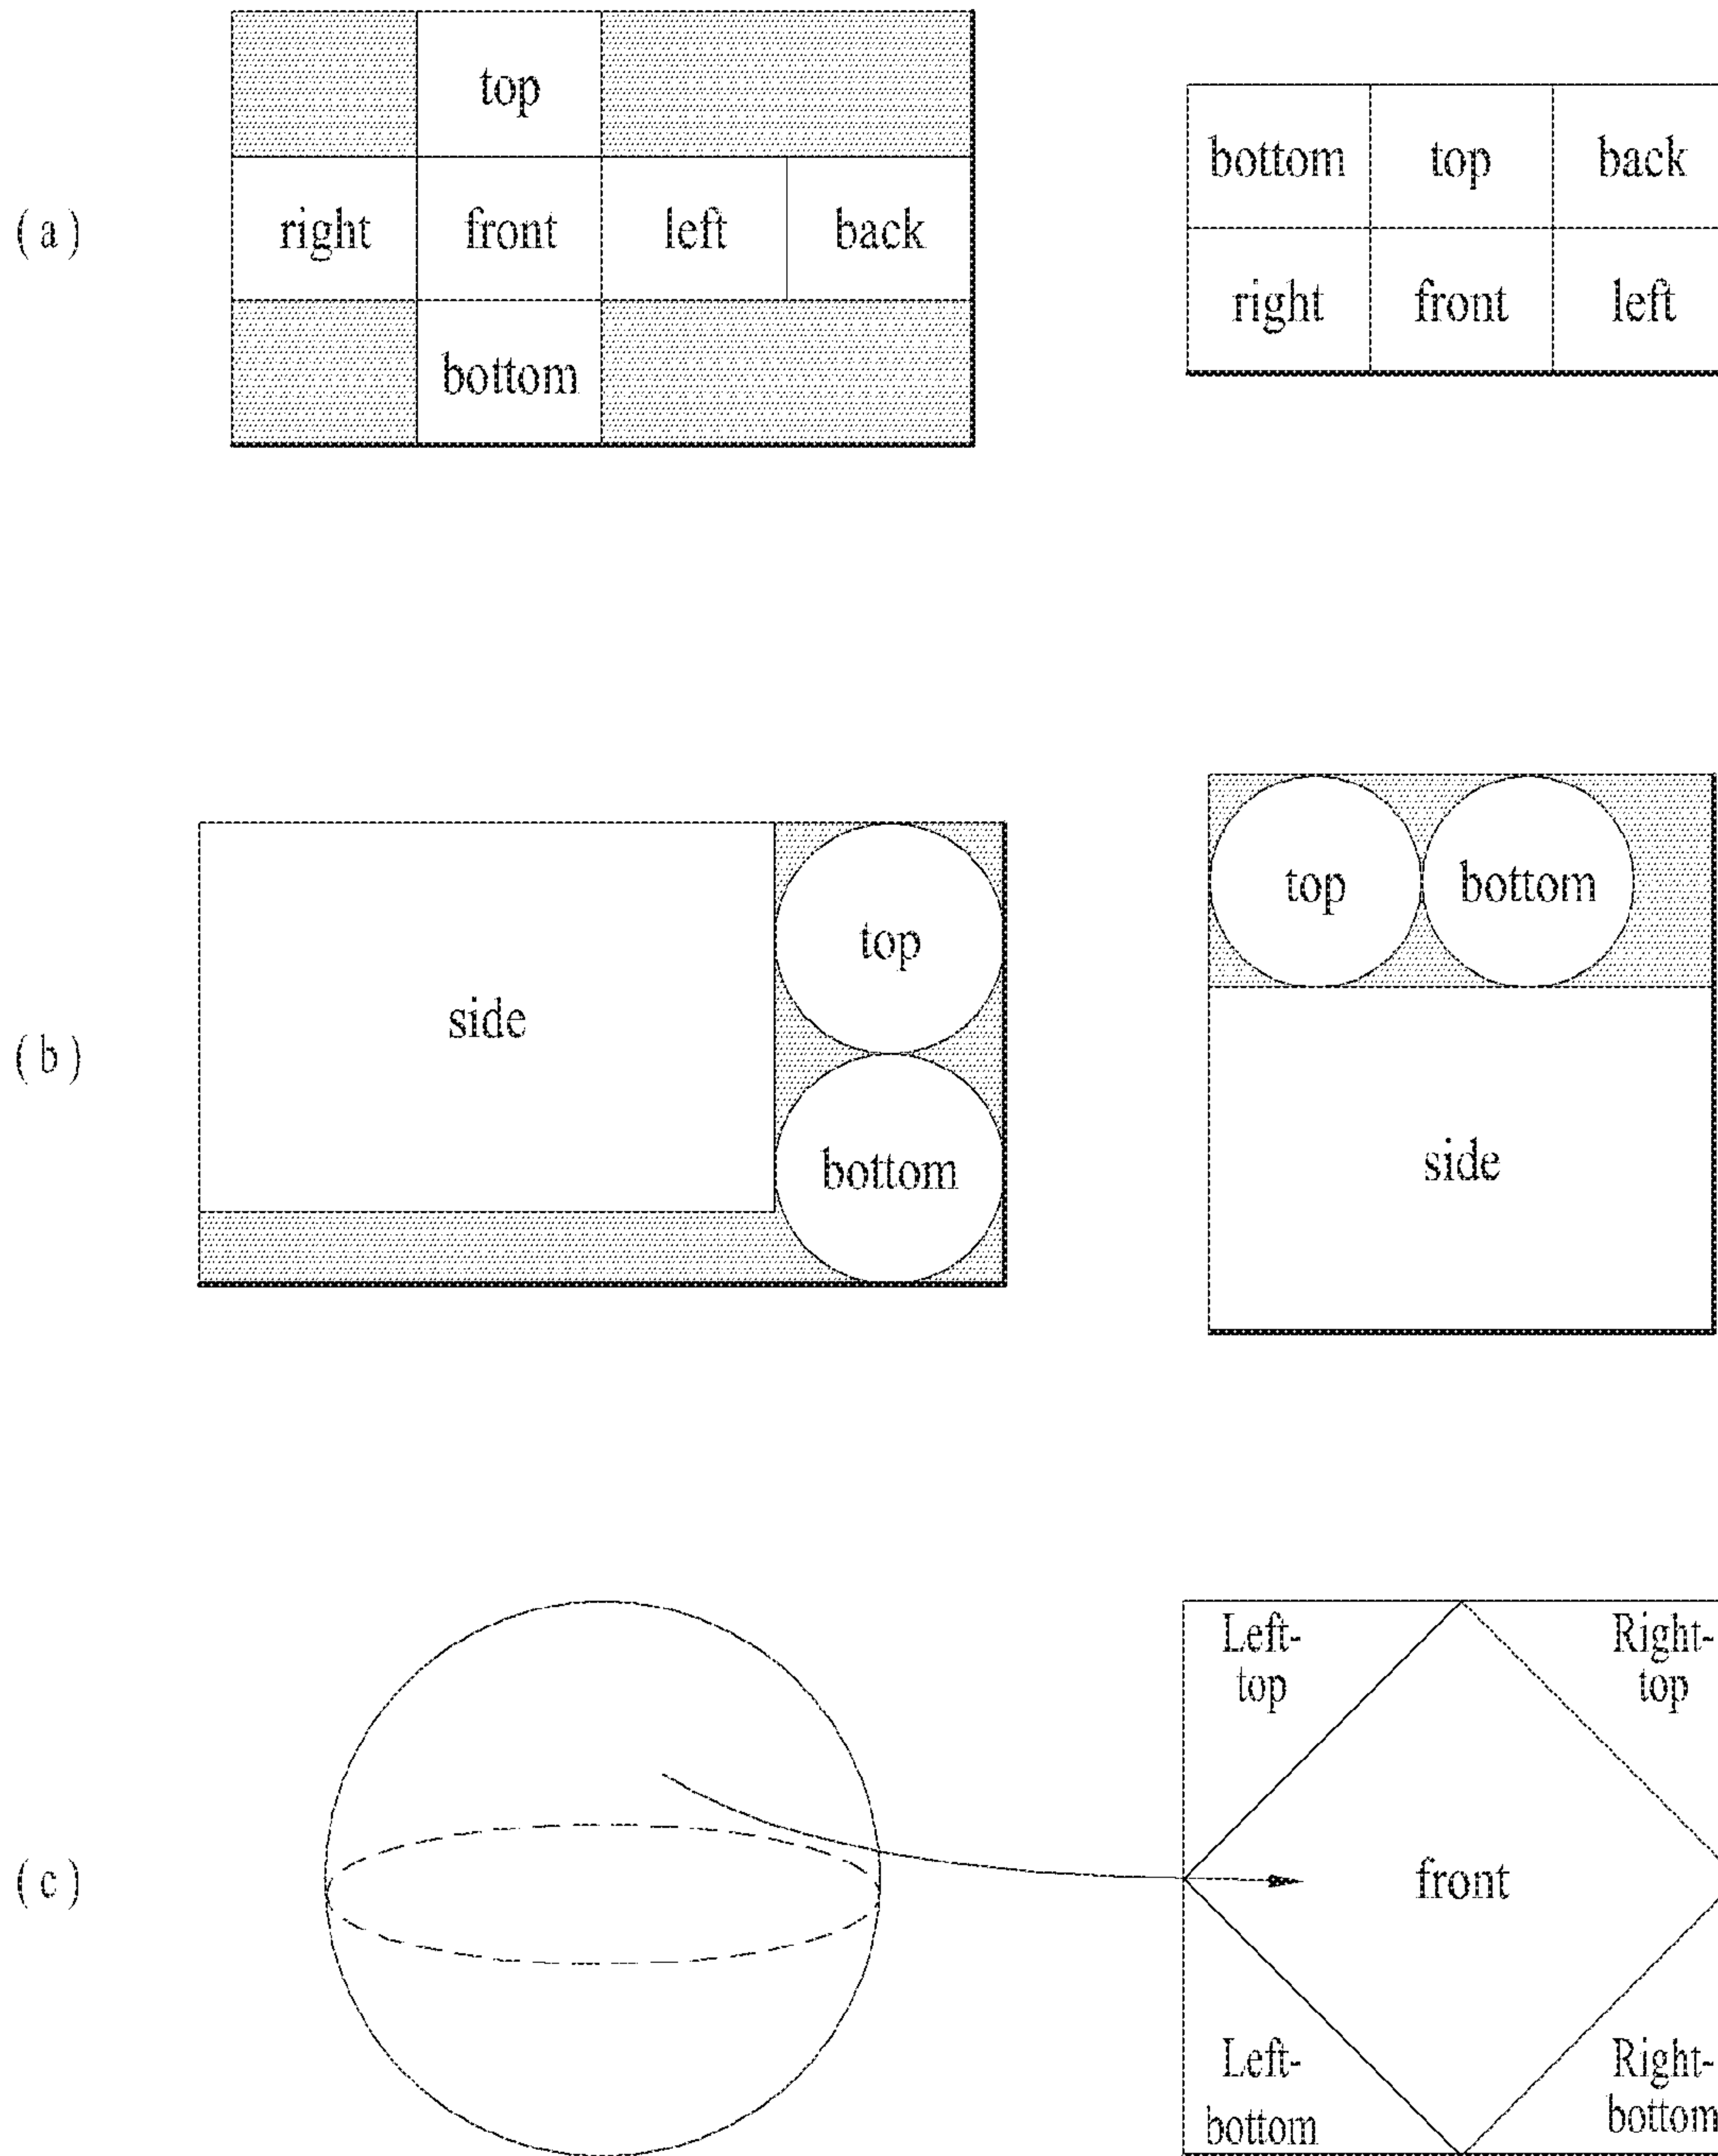 (a)
top
right front left back
bottom
bottom top back
right front left
(b)
side
top
bottom
top bottom
side
(c)
Left-
top
Right-
top
front
Left-
bottom
Right-
bottom